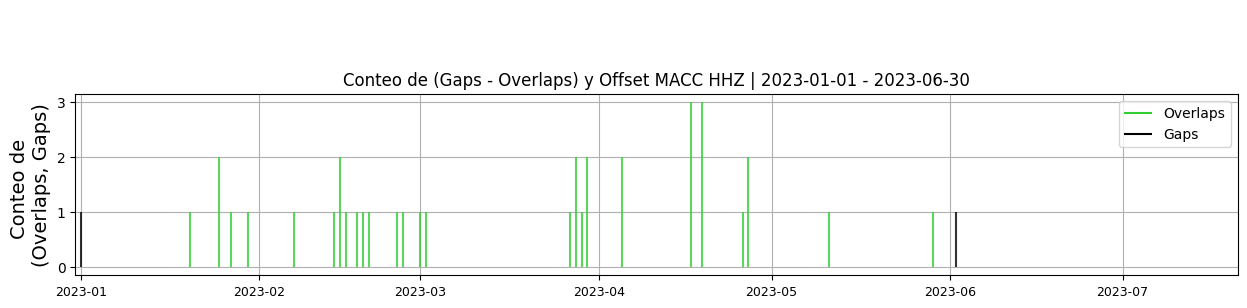 Conteo de (Gaps - Overlaps) y Offset MACC HHZ | 2023-01-01 - 2023-06-30
Conteo de
(Overlaps, Gaps)
3
2
1
0
Overlaps
Gaps
2023-01
2023-02
2023-03
2023-04
2023-05
2023-06
2023-07